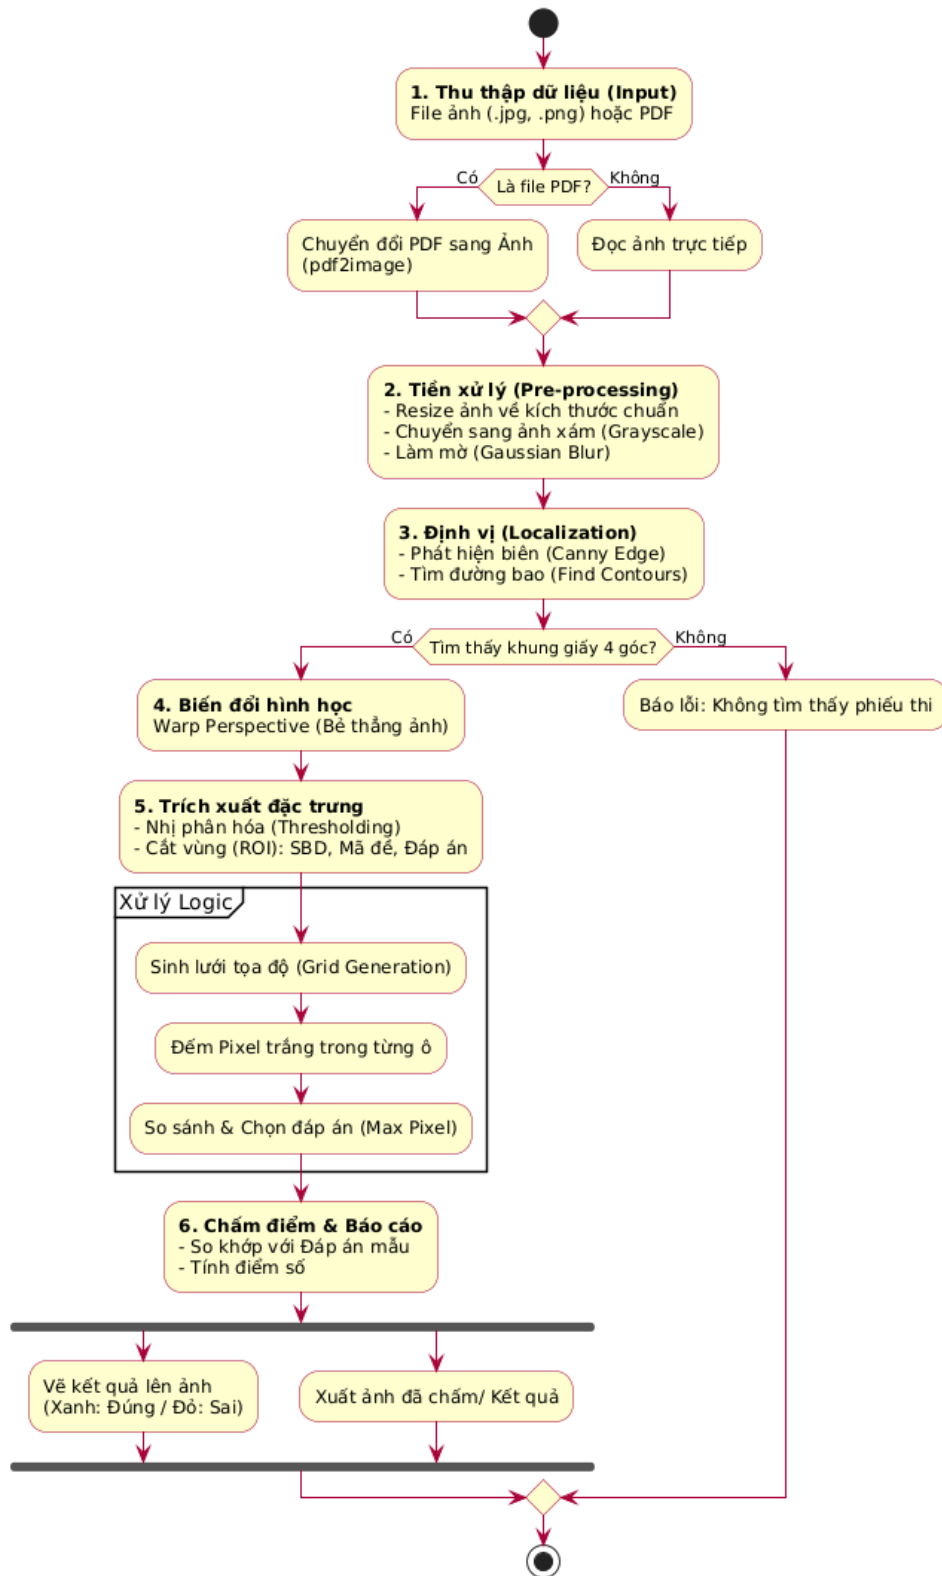 1. Thu thập dữ liệu (Input)
File ảnh (.jpg, .png) hoặc PDF
Có
Là file PDF?
Không
Chuyển đổi PDF sang Ảnh
(pdf2image)
Đọc ảnh trực tiếp
2. Tiền xử lý (Pre-processing)
- Resize ảnh về kích thước chuẩn
- Chuyển sang ảnh xám (Grayscale)
- Làm mờ (Gaussian Blur)
3. Định vị (Localization)
- Phát hiện biên (Canny Edge)
- Tìm đường bao (Find Contours)
Có
Tìm thấy khung giấy 4 góc?
Không
4. Biến đổi hình học
Warp Perspective (Bẻ thẳng ảnh)
Báo lỗi: Không tìm thấy phiếu thi
5. Trích xuất đặc trưng
- Nhị phân hóa (Thresholding)
- Cắt vùng (ROI): SBD, Mã đề, Đáp án
Xử lý Logic
Sinh lưới tọa độ (Grid Generation)
Đếm Pixel trắng trong từng ô
So sánh & Chọn đáp án (Max Pixel)
6. Chấm điểm & Báo cáo
- So khớp với Đáp án mẫu
- Tính điểm số
Vẽ kết quả lên ảnh
(Xanh: Đúng / Đỏ: Sai)
Xuất ảnh đã chấm/ Kết quả